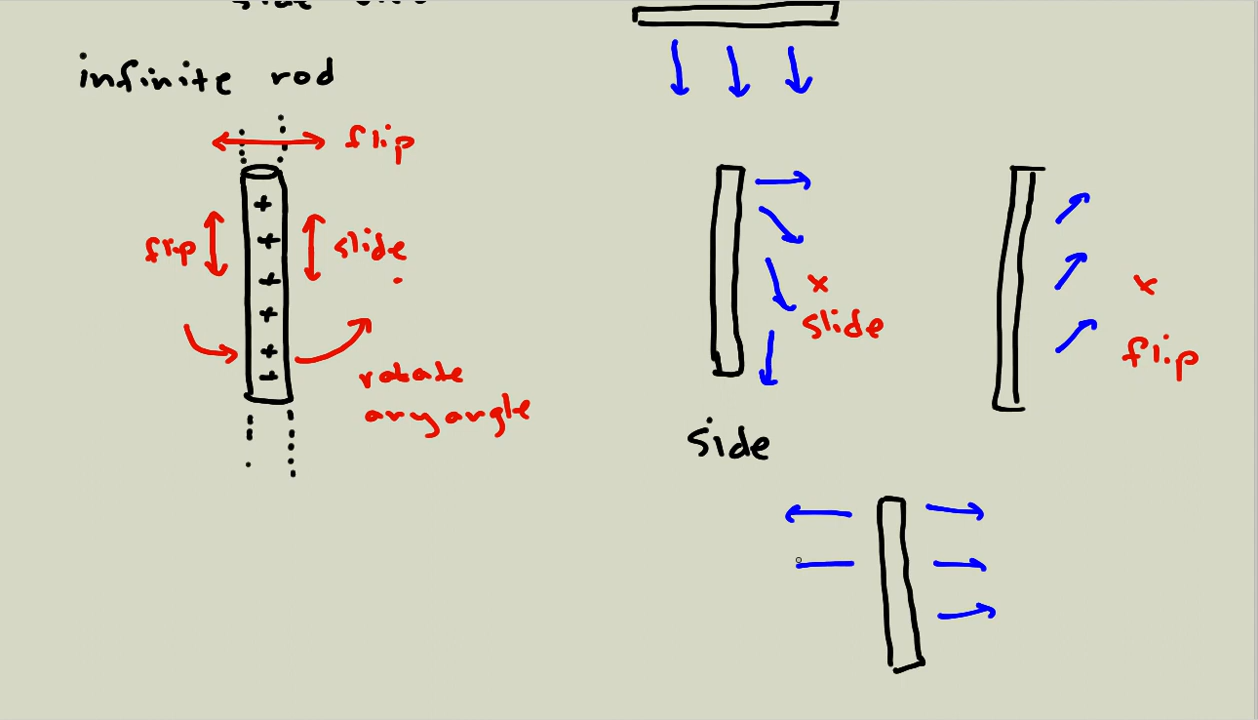 infinite rod
flip
flip
slide
rotate
any angle
x
slide
x
flip
side
+
+
+
+
+